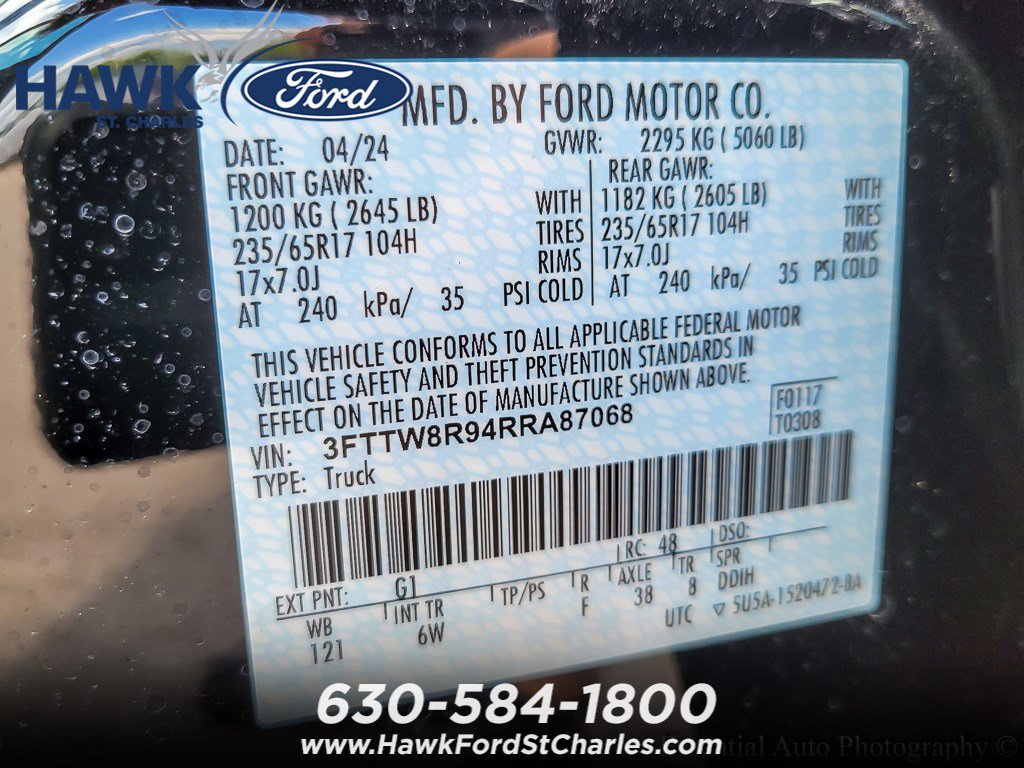 HAWK Ford
ST. CHARLES
MFD. BY FORD MOTOR CO.
DATE: 04/24 GVWR: 2295 KG ( 5060 LB)
FRONT GAWR: REAR GAWR:
1200 KG ( 2645 LB) WITH 1182 KG ( 2605 LB) WITH
235/65R17 104H TIRES 235/65R17 104H TIRES
17x7.0J RIMS 17x7.0J RIMS
AT 240 kPa/ 35 PSI COLD AT 240 kPa/ 35 PSI COLD
THIS VEHICLE CONFORMS TO ALL APPLICABLE FEDERAL MOTOR
VEHICLE SAFETY AND THEFT PREVENTION STANDARDS IN
EFFECT ON THE DATE OF MANUFACTURE SHOWN ABOVE.
F0117
VIN: 3FTTW8R94RRA87068 T0308
TYPE: Truck
EXT PNT: G1 RC: 48 DSO:
WB INT TR TP/PS R AXLE TR SPR
121 6W F 38 8 DDIH
UTC ▽ 5U5A-1520472-BA
630-584-1800
www.HawkFordStCharles.com
Auto Photography ©